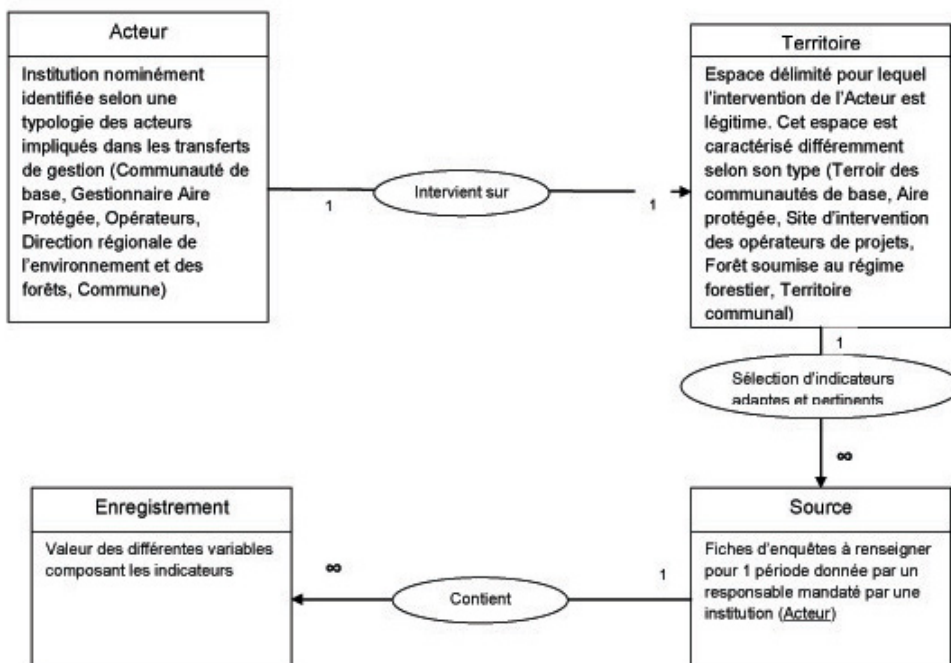 Acteur
Institution nominément
identifiée selon une
typologie des acteurs
impliqués dans les transferts
de gestion (Communauté de
base, Gestionnaire Aire
Protégée, Opérateurs,
Direction régionale de
l'environnement et des
forêts, Commune)
1
Intervient sur
1
Territoire
Espace délimité pour lequel
l'intervention de l'Acteur est
légitime. Cet espace est
caractérisé différemment
selon son type (Terroir des
communautés de base, Aire
protégée, Site d'intervention
des opérateurs de projets,
Forêt soumise au régime
forestier, Territoire
communal)
1
Sélection d'indicateurs
adaptes et pertinents
∞
Source
Fiches d'enquêtes à renseigner
pour 1 période donnée par un
responsable mandaté par une
institution (Acteur)
1
Contient
∞
Enregistrement
Valeur des différentes variables
composant les indicateurs